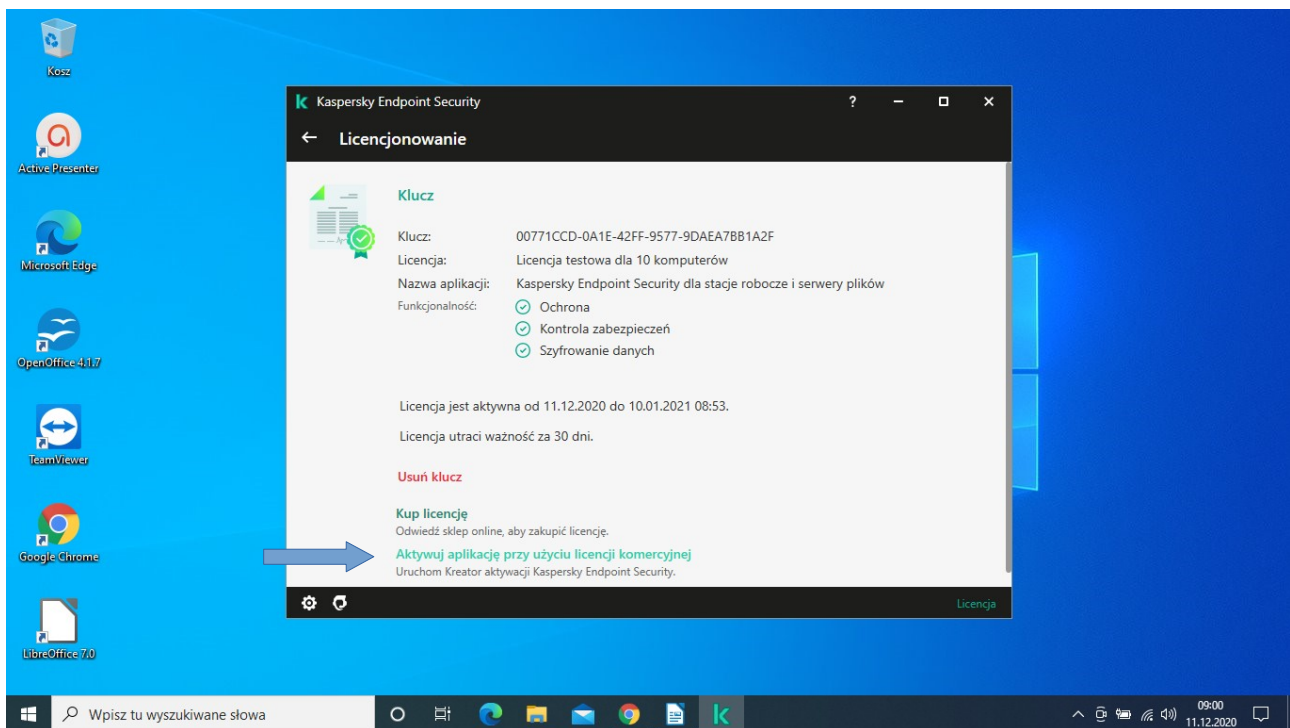 Kosz
Active Presenter
Microsoft Edge
OpenOffice 4.1.7
TeamViewer
Google Chrome
LibreOffice 7.0
Kaspersky Endpoint Security
?
Licencjonowanie
Klucz
Klucz: 00771CCD-0A1E-42FF-9577-9DAEA7BB1A2F
Licencja: Licencja testowa dla 10 komputerów
Nazwa aplikacji: Kaspersky Endpoint Security dla stacje robocze i serwery plików
Funkcjonalność: Ochrona
Kontrola zabezpieczeń
Szyfrowanie danych
Licencja jest aktywna od 11.12.2020 do 10.01.2021 08:53.
Licencja utraci ważność za 30 dni.
Usuń klucz
Kup licencję
Odwiedź sklep online, aby zakupić licencję.
Aktywuj aplikację przy użyciu licencji komercyjnej
Uruchom Kreator aktywacji Kaspersky Endpoint Security.
Licencja
Wpisz tu wyszukiwane słowa
09:00
11.12.2020